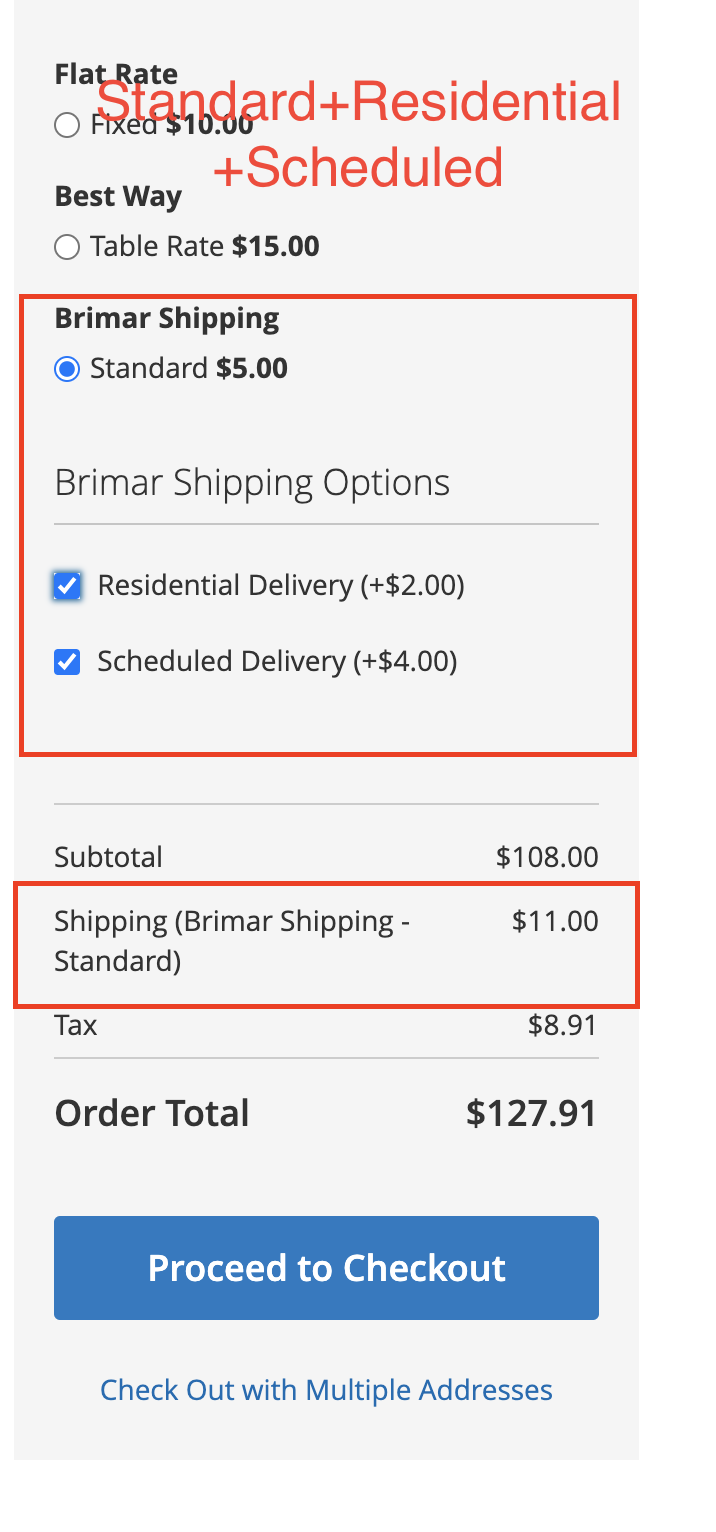 Flat Rate
Standard+Residential
Fixed $10.00
+Scheduled
Best Way
Table Rate $15.00
Brimar Shipping
Standard $5.00
Brimar Shipping Options
Residential Delivery (+$2.00)
Scheduled Delivery (+$4.00)
Subtotal $108.00
Shipping (Brimar Shipping - $11.00
Standard)
Tax $8.91
Order Total $127.91
Proceed to Checkout
Check Out with Multiple Addresses